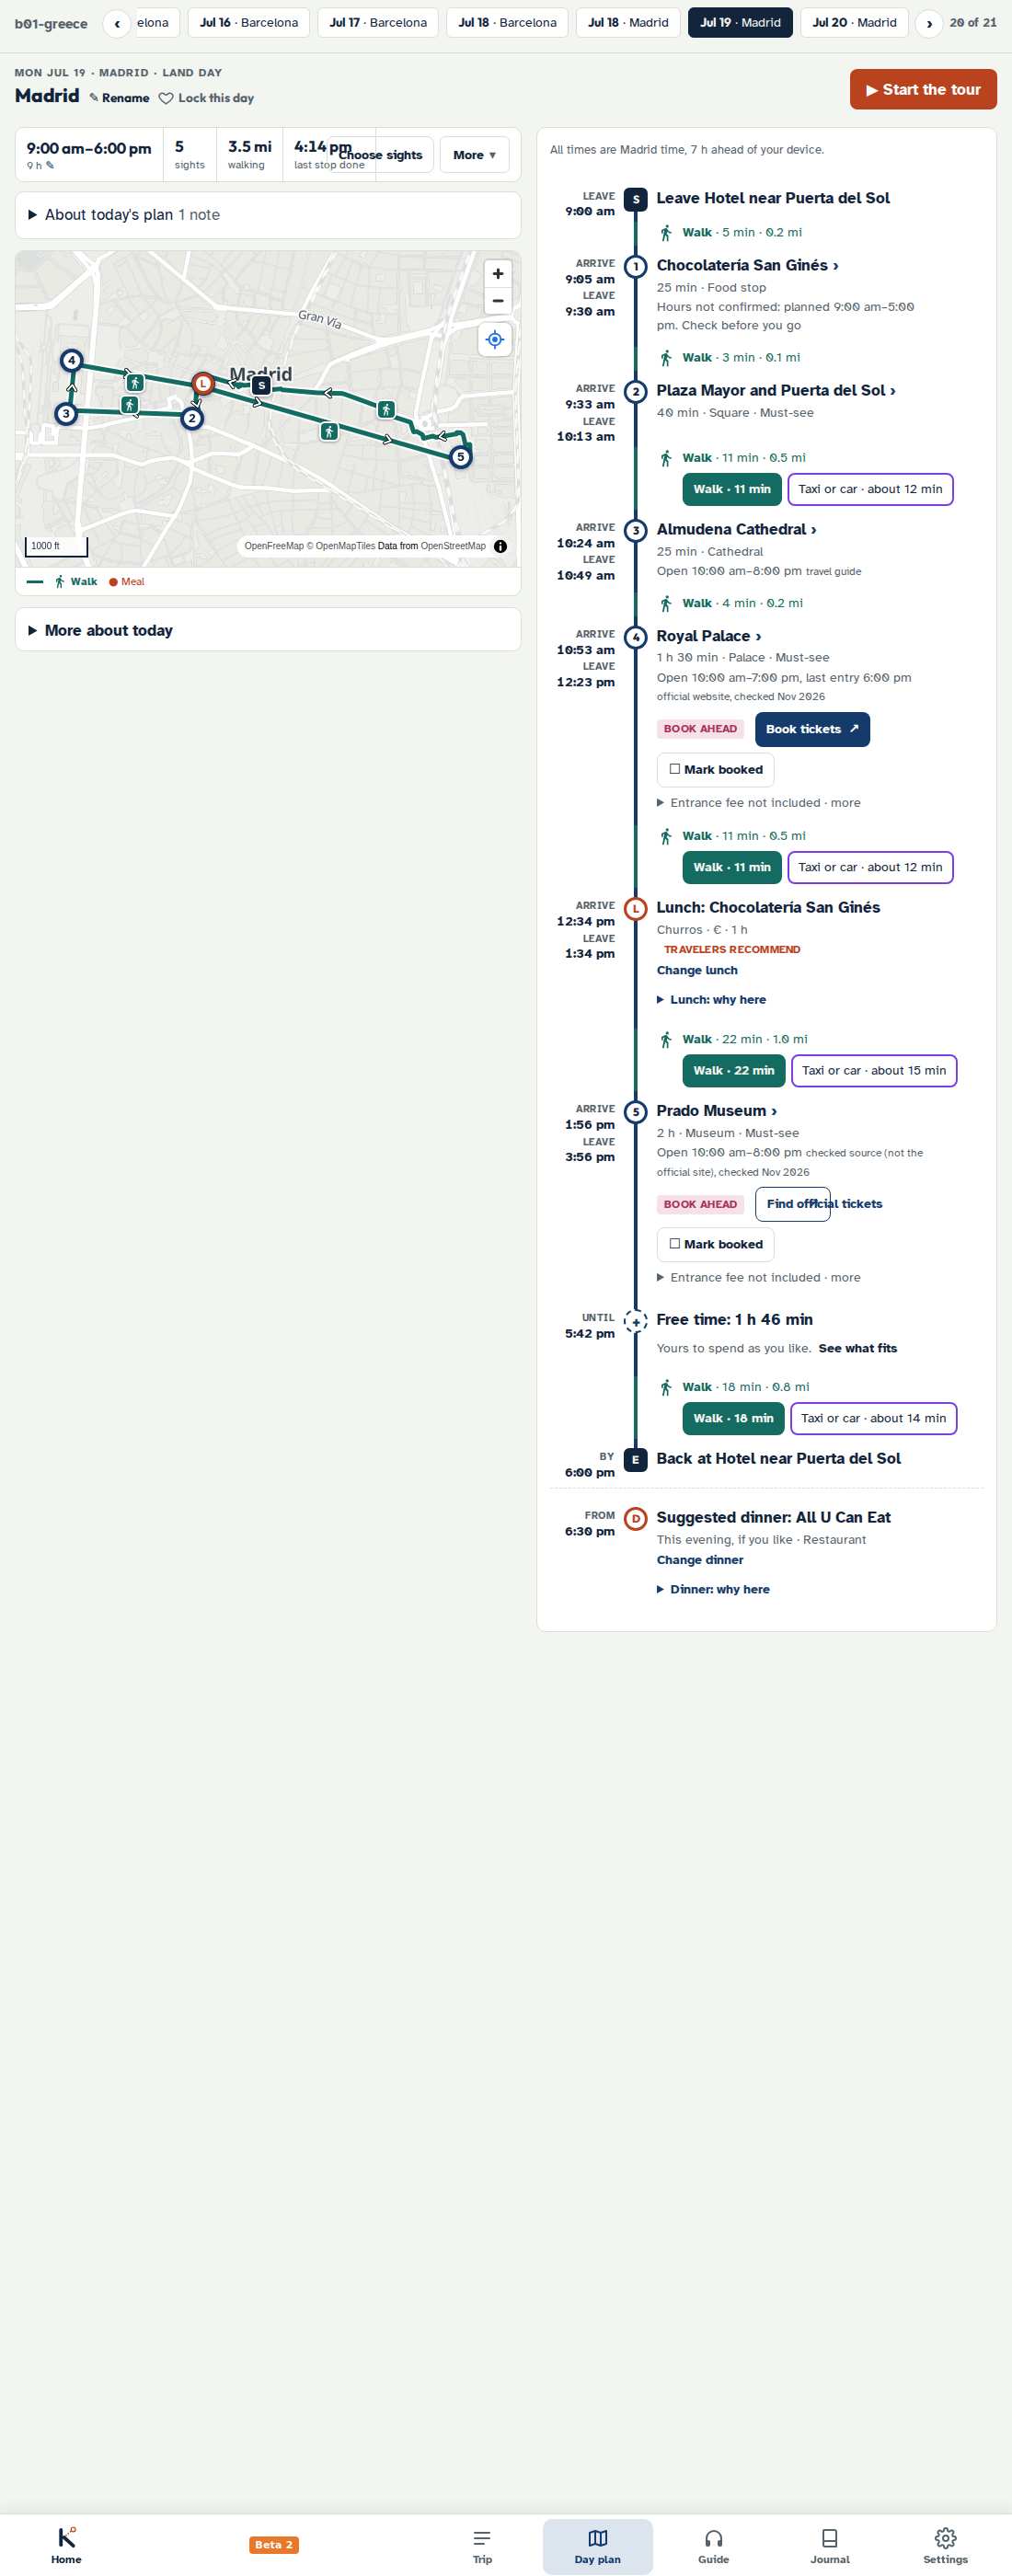 b01-greece
‹
elona
Jul 16 · Barcelona
Jul 17 · Barcelona
Jul 18 · Barcelona
Jul 18 · Madrid
Jul 19 · Madrid
Jul 20 · Madrid
›
20 of 21
MON JUL 19 · MADRID · LAND DAY
Madrid ✎ Rename Lock this day
▶ Start the tour
9:00 am–6:00 pm
9 h ✎
5
sights
3.5 mi
walking
4:14 pm
last stop done
Choose sights
More ▾
▶ About today's plan 1 note
Gran Vía
Madrid
+
−
4
3
2
L
S
5
1000 ft
OpenFreeMap © OpenMapTiles Data from OpenStreetMap
Walk
Meal
▶ More about today
All times are Madrid time, 7 h ahead of your device.
LEAVE
9:00 am
S
Leave Hotel near Puerta del Sol
Walk · 5 min · 0.2 mi
ARRIVE
9:05 am
LEAVE
9:30 am
1
Chocolatería San Ginés ›
25 min · Food stop
Hours not confirmed: planned 9:00 am–5:00
pm. Check before you go
Walk · 3 min · 0.1 mi
ARRIVE
9:33 am
LEAVE
10:13 am
2
Plaza Mayor and Puerta del Sol ›
40 min · Square · Must-see
Walk · 11 min · 0.5 mi
Walk · 11 min
Taxi or car · about 12 min
ARRIVE
10:24 am
LEAVE
10:49 am
3
Almudena Cathedral ›
25 min · Cathedral
Open 10:00 am–8:00 pm travel guide
Walk · 4 min · 0.2 mi
ARRIVE
10:53 am
LEAVE
12:23 pm
4
Royal Palace ›
1 h 30 min · Palace · Must-see
Open 10:00 am–7:00 pm, last entry 6:00 pm
official website, checked Nov 2026
BOOK AHEAD
Book tickets ↗
☐ Mark booked
▶ Entrance fee not included · more
Walk · 11 min · 0.5 mi
Walk · 11 min
Taxi or car · about 12 min
ARRIVE
12:34 pm
LEAVE
1:34 pm
L
Lunch: Chocolatería San Ginés
Churros · € · 1 h
TRAVELERS RECOMMEND
Change lunch
▶ Lunch: why here
Walk · 22 min · 1.0 mi
Walk · 22 min
Taxi or car · about 15 min
ARRIVE
1:56 pm
LEAVE
3:56 pm
5
Prado Museum ›
2 h · Museum · Must-see
Open 10:00 am–8:00 pm checked source (not the
official site), checked Nov 2026
BOOK AHEAD
Find official tickets ↗
☐ Mark booked
▶ Entrance fee not included · more
UNTIL
5:42 pm
+
Free time: 1 h 46 min
Yours to spend as you like. See what fits
Walk · 18 min · 0.8 mi
Walk · 18 min
Taxi or car · about 14 min
BY
6:00 pm
E
Back at Hotel near Puerta del Sol
FROM
6:30 pm
D
Suggested dinner: All U Can Eat
This evening, if you like · Restaurant
Change dinner
▶ Dinner: why here
Home
Beta 2
Trip
Day plan
Guide
Journal
Settings